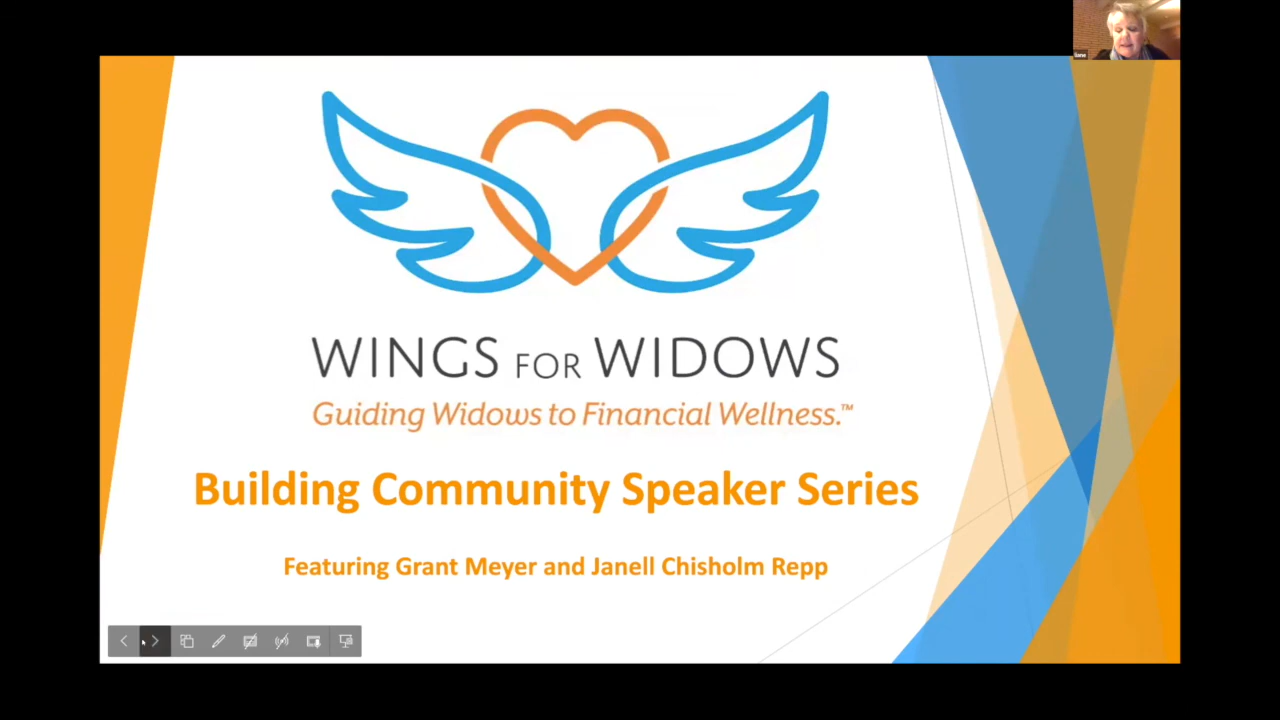 WINGS FOR WIDOWS
Guiding Widows to Financial Wellness.™
Building Community Speaker Series
Featuring Grant Meyer and Janell Chisholm Repp